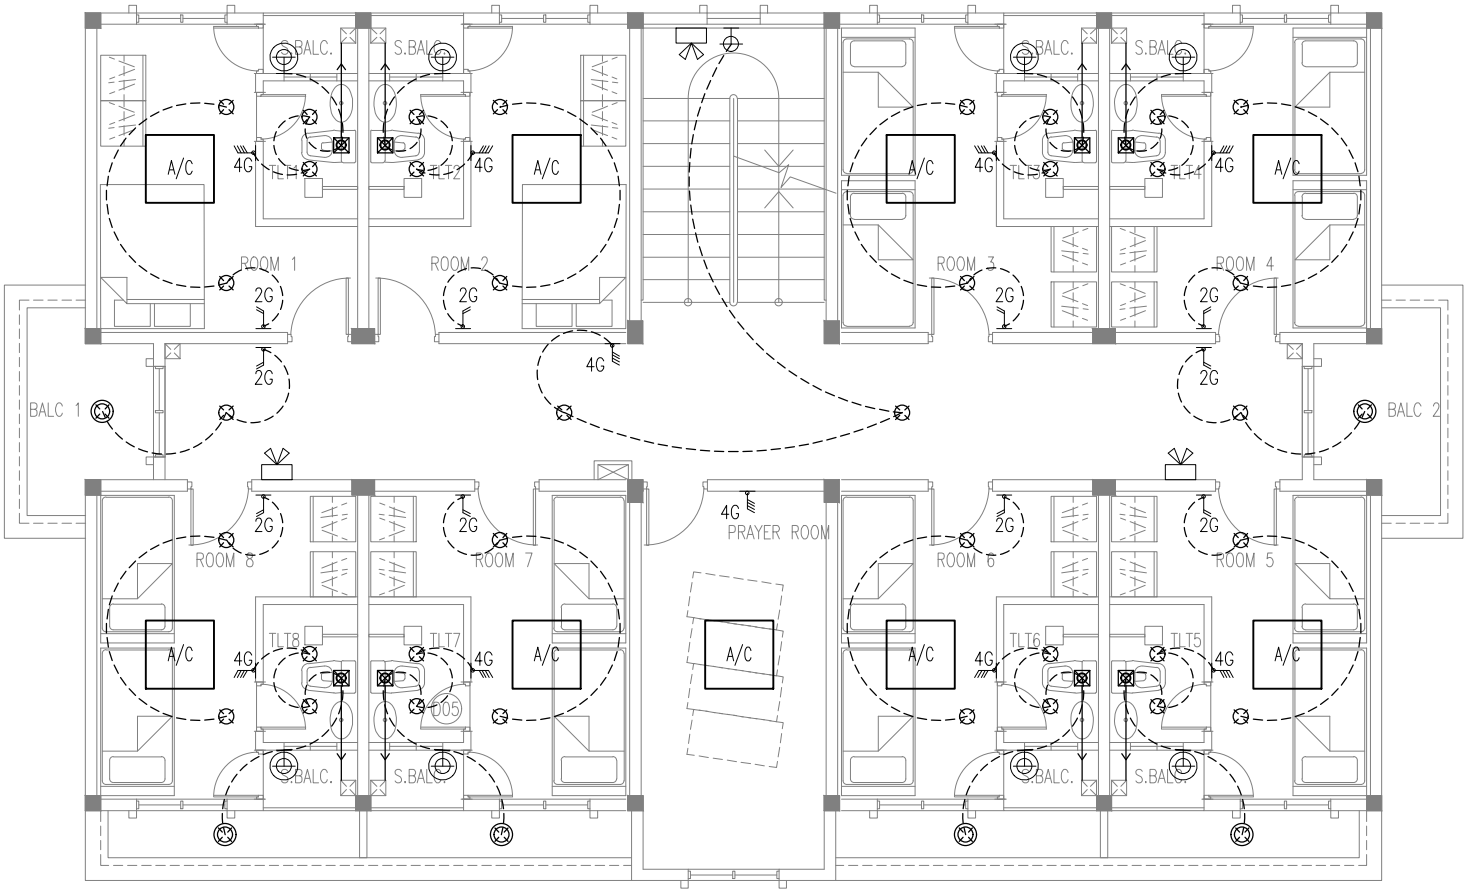 S.BALC.
S.BALC.
S.BALC.
S.BALC.
4G
4G
4G
4G
A/C
A/C
A/C
A/C
TLT1
TLT2
TLT3
TLT4
ROOM 1
ROOM 2
ROOM 3
ROOM 4
2G
2G
2G
2G
4G
2G
2G
BALC 1
BALC 2
2G
2G
4G
2G
2G
PRAYER ROOM
ROOM 8
ROOM 7
ROOM 6
ROOM 5
TLT8
TLT7
TLT6
TLT5
4G
4G
4G
4G
A/C
A/C
A/C
A/C
A/C
D05
S.BALC.
S.BALC.
S.BALC.
S.BALC.